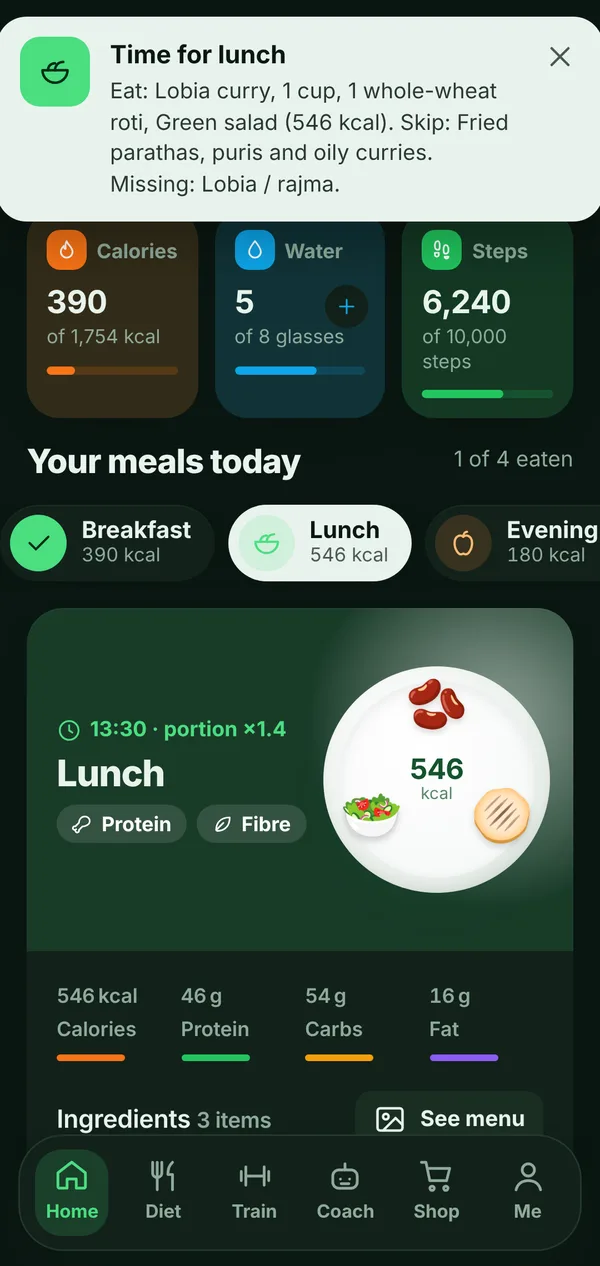 Time for lunch
Eat: Lobia curry, 1 cup, 1 whole-wheat
roti, Green salad (546 kcal). Skip: Fried
parathas, puris and oily curries.
Missing: Lobia / rajma.
Calories
390
of 1,754 kcal
Water
5
of 8 glasses
Steps
6,240
of 10,000
steps
Your meals today
1 of 4 eaten
Breakfast
390 kcal
Lunch
546 kcal
Evening
180 kcal
13:30 · portion ×1.4
Lunch
Protein
Fibre
546
kcal
546 kcal
Calories
46 g
Protein
54 g
Carbs
16 g
Fat
Ingredients 3 items
See menu
Home
Diet
Train
Coach
Shop
Me